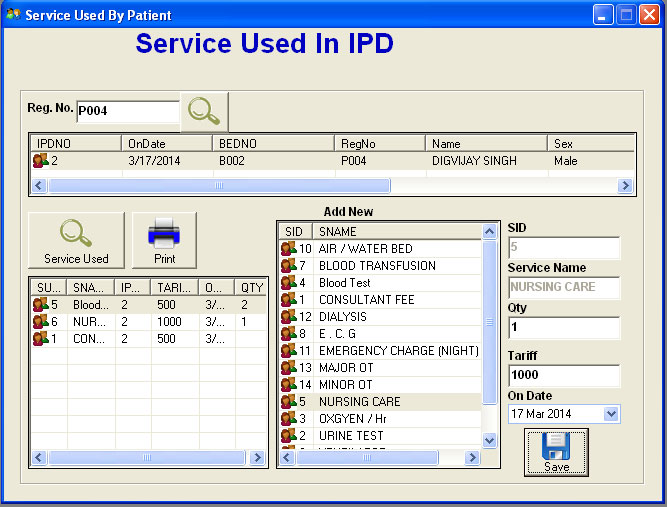 Service Used By Patient
Service Used In IPD
Reg. No. P004
IPDNO OnDate BEDNO RegNo Name Sex
2 3/17/2014 B002 P004 DIGVIJAY SINGH Male
Service Used Print
SU... SNA... IP... TARI... O... QTY
5 Blood... 2 500 3/... 2
6 NUR... 2 1000 3/... 1
1 CON... 2 500 3/...
Add New
SID SNAME
10 AIR / WATER BED
7 BLOOD TRANSFUSION
4 Blood Test
1 CONSULTANT FEE
12 DIALYSIS
8 E . C. G
11 EMERGENCY CHARGE (NIGHT)
13 MAJOR OT
14 MINOR OT
5 NURSING CARE
3 OXGYEN / Hr
2 URINE TEST
SID
5
Service Name
NURSING CARE
Qty
1
Tariff
1000
On Date
17 Mar 2014
Save